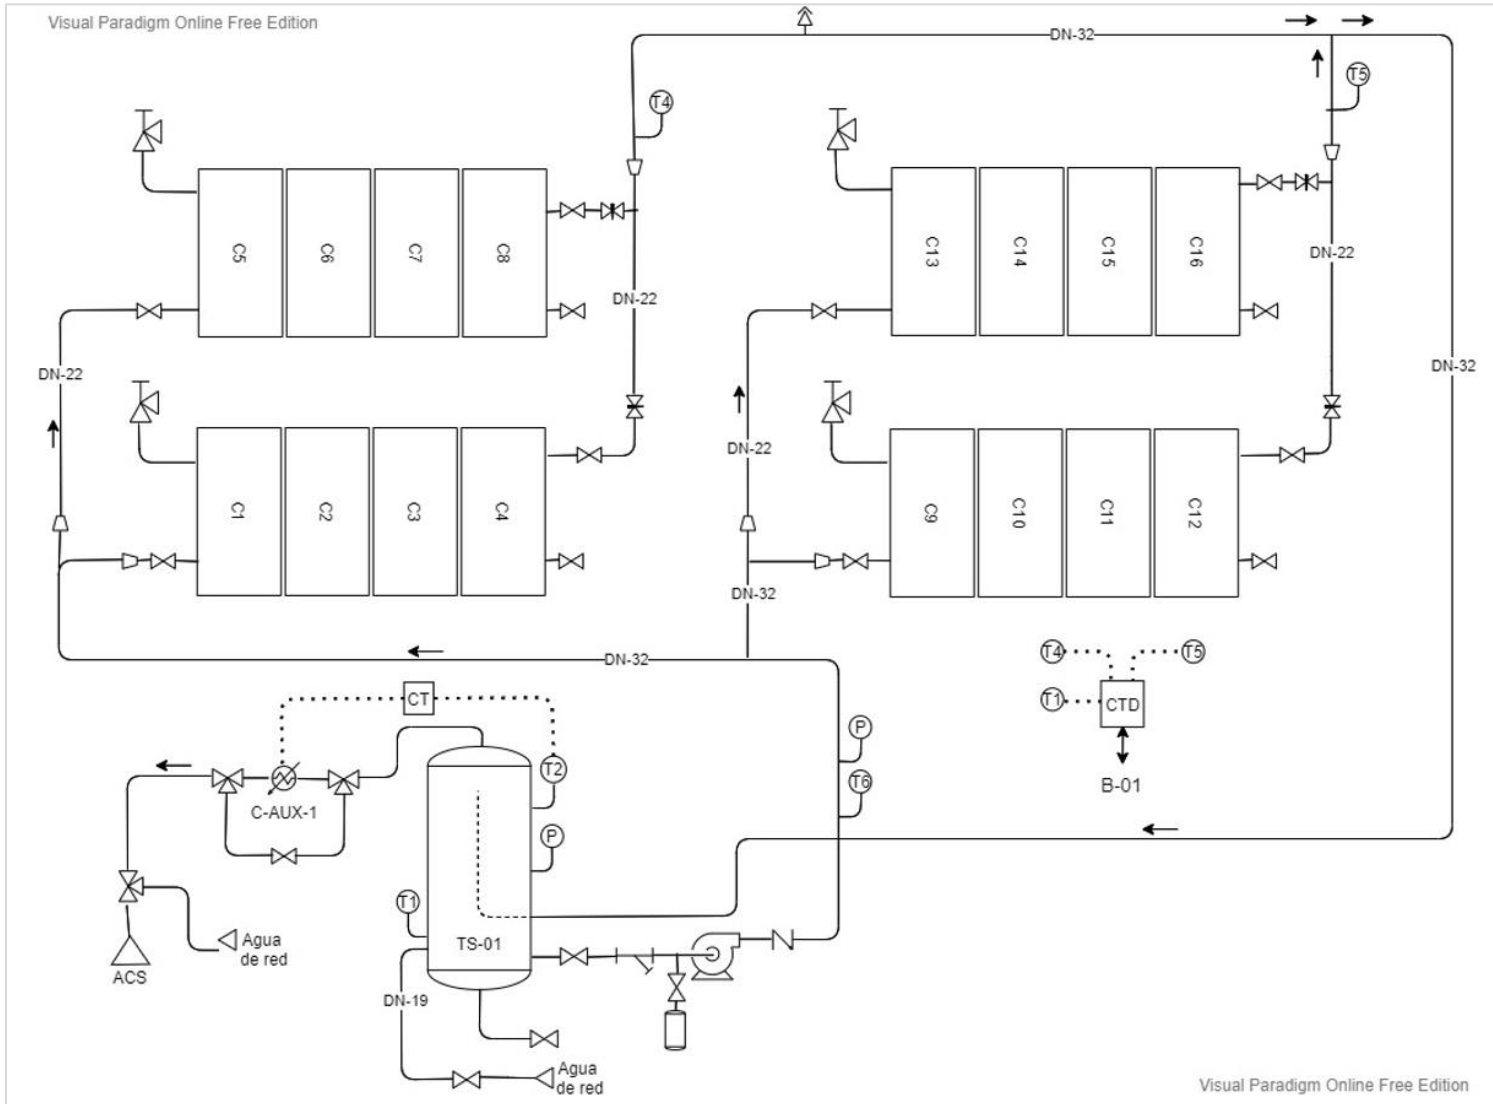 Visual Paradigm Online Free Edition
DN-32
T4
T5
C5
C6
C7
C8
C13
C14
C15
C16
DN-22
DN-22
DN-22
DN-32
DN-22
C1
C2
C3
C4
C9
C10
C11
C12
DN-32
DN-32
T4
T5
T1
CTD
B-01
CT
P
T2
T6
C-AUX-1
P
T1
TS-01
Agua
de red
ACS
DN-19
Agua
de red
Visual Paradigm Online Free Edition